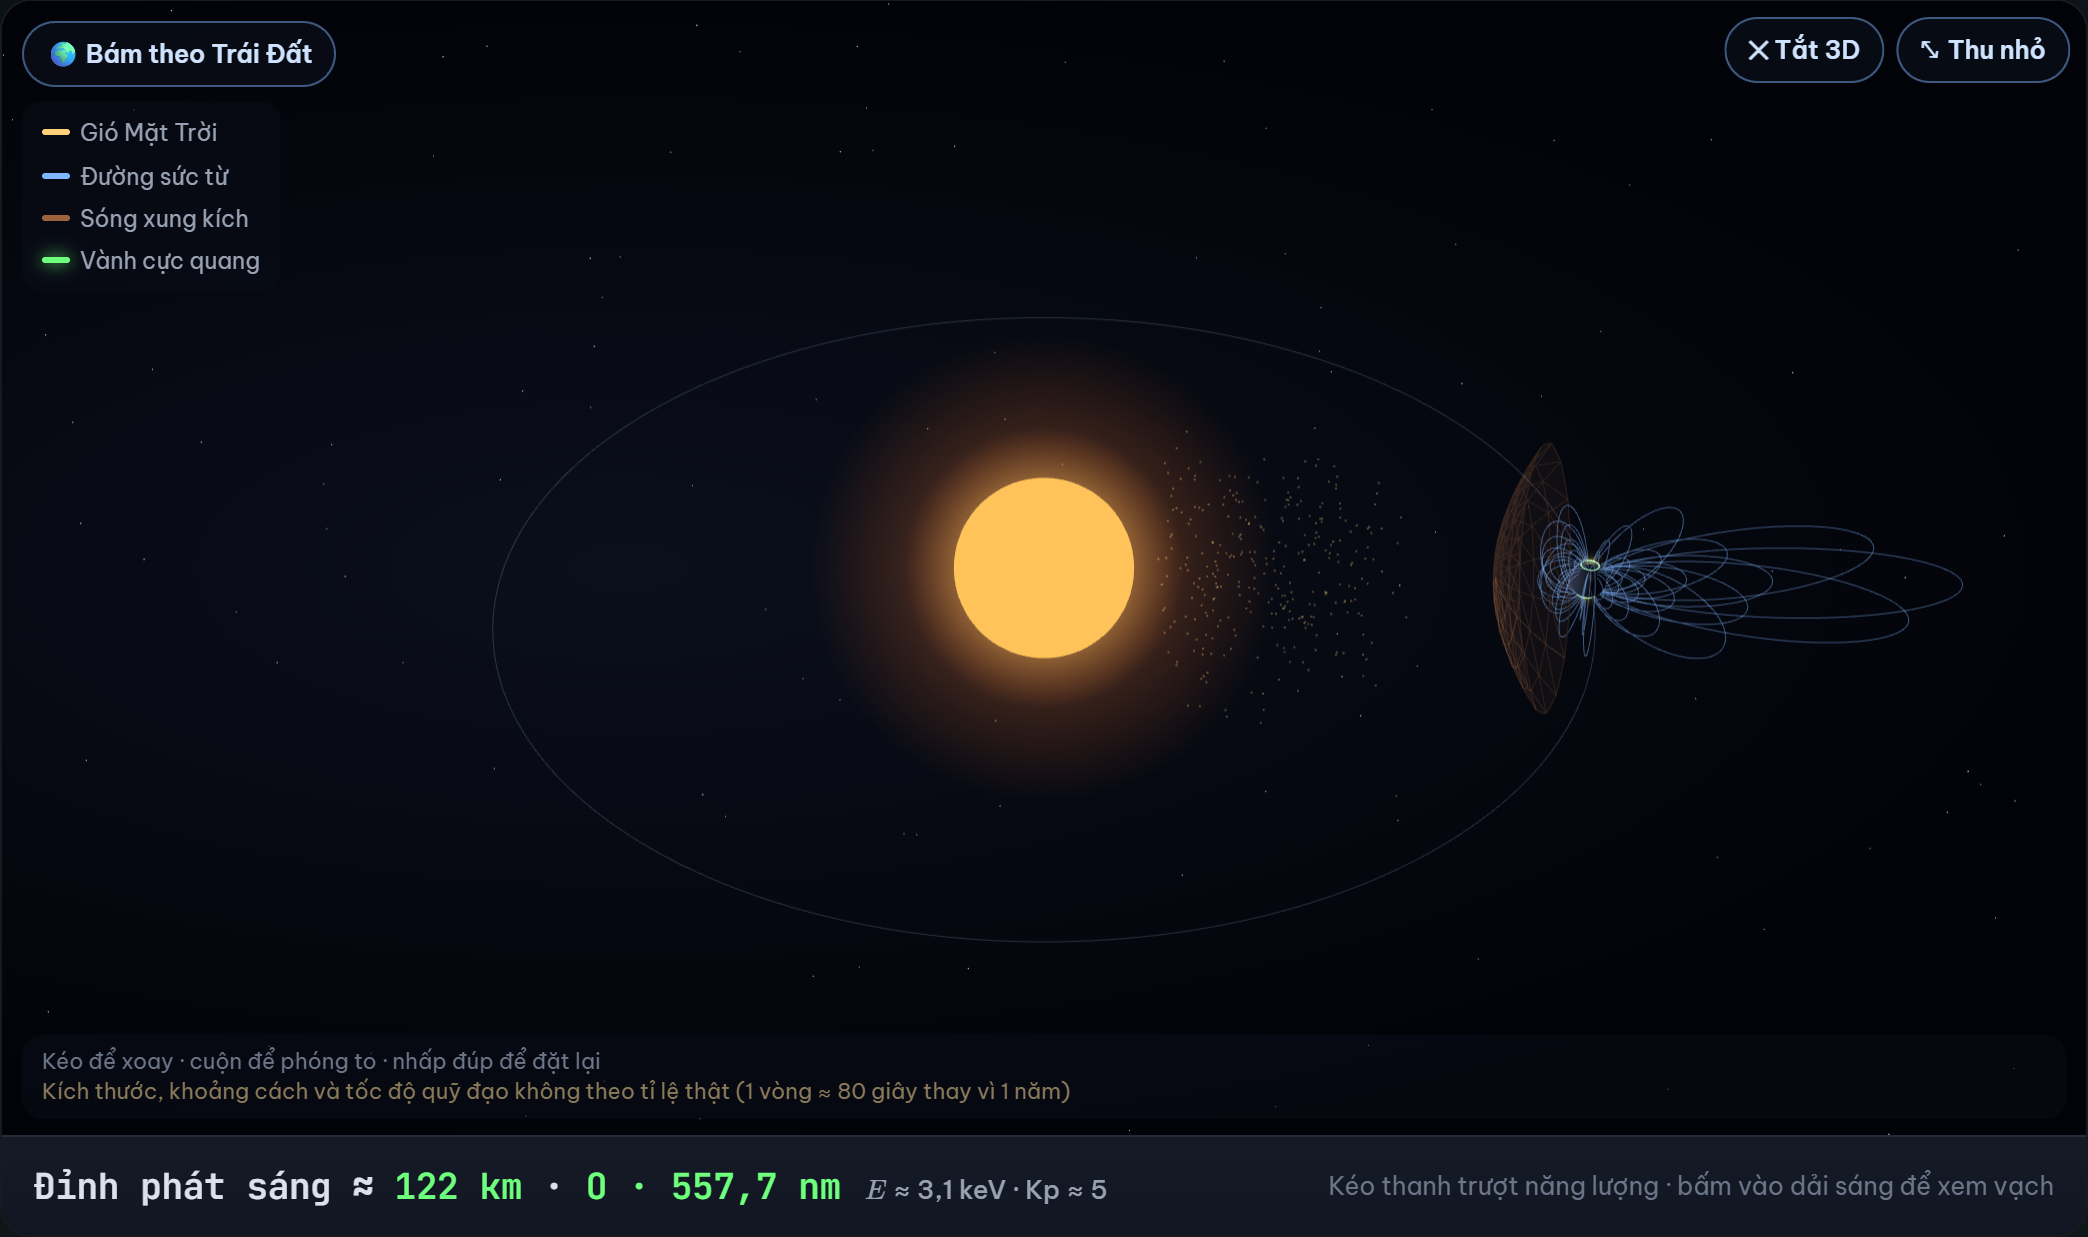 Bám theo Trái Đất
Tắt 3D
Thu nhỏ
Gió Mặt Trời
Đường sức từ
Sóng xung kích
Vành cực quang
Kéo để xoay · cuộn để phóng to · nhấp đúp để đặt lại
Kích thước, khoảng cách và tốc độ quỹ đạo không theo tỉ lệ thật (1 vòng ≈ 80 giây thay vì 1 năm)
Đỉnh phát sáng ≈ 122 km · O · 557,7 nm E ≈ 3,1 keV · Kp ≈ 5
Kéo thanh trượt năng lượng · bấm vào dải sáng để xem vạch